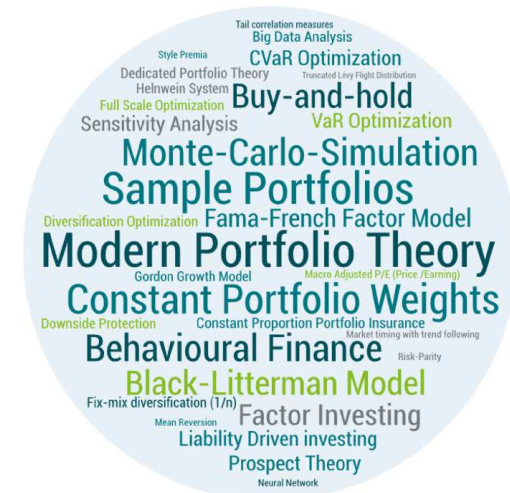 Tail correlation measures
Big Data Analysis
Style Premia
CVaR Optimization
Dedicated Portfolio Theory
Truncated Lévy Flight Distribution
Helnwein System
Buy-and-hold
Full Scale Optimization
Sensitivity Analysis
VaR Optimization
Monte-Carlo-Simulation
Sample Portfolios
Diversification Optimization
Fama-French Factor Model
Modern Portfolio Theory
Gordon Growth Model
Macro Adjusted P/E (Price /Earning)
Constant Portfolio Weights
Downside Protection
Constant Proportion Portfolio Insurance
Market timing with trend following
Behavioural Finance
Risk-Parity
Black-Litterman Model
Fix-mix diversification (1/n)
Factor Investing
Mean Reversion
Liability Driven investing
Prospect Theory
Neural Network